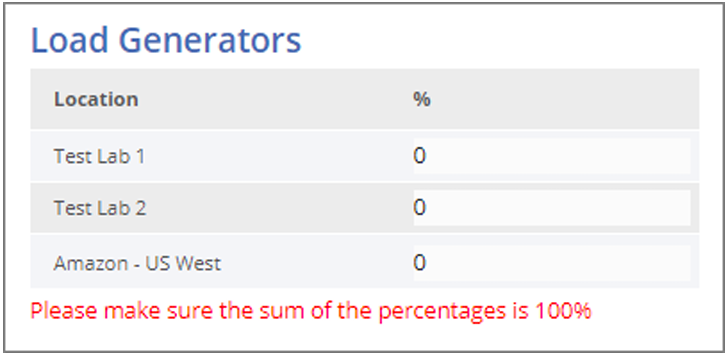 Load Generators
Location %
Test Lab 1 0
Test Lab 2 0
Amazon - US West 0
Please make sure the sum of the percentages is 100%